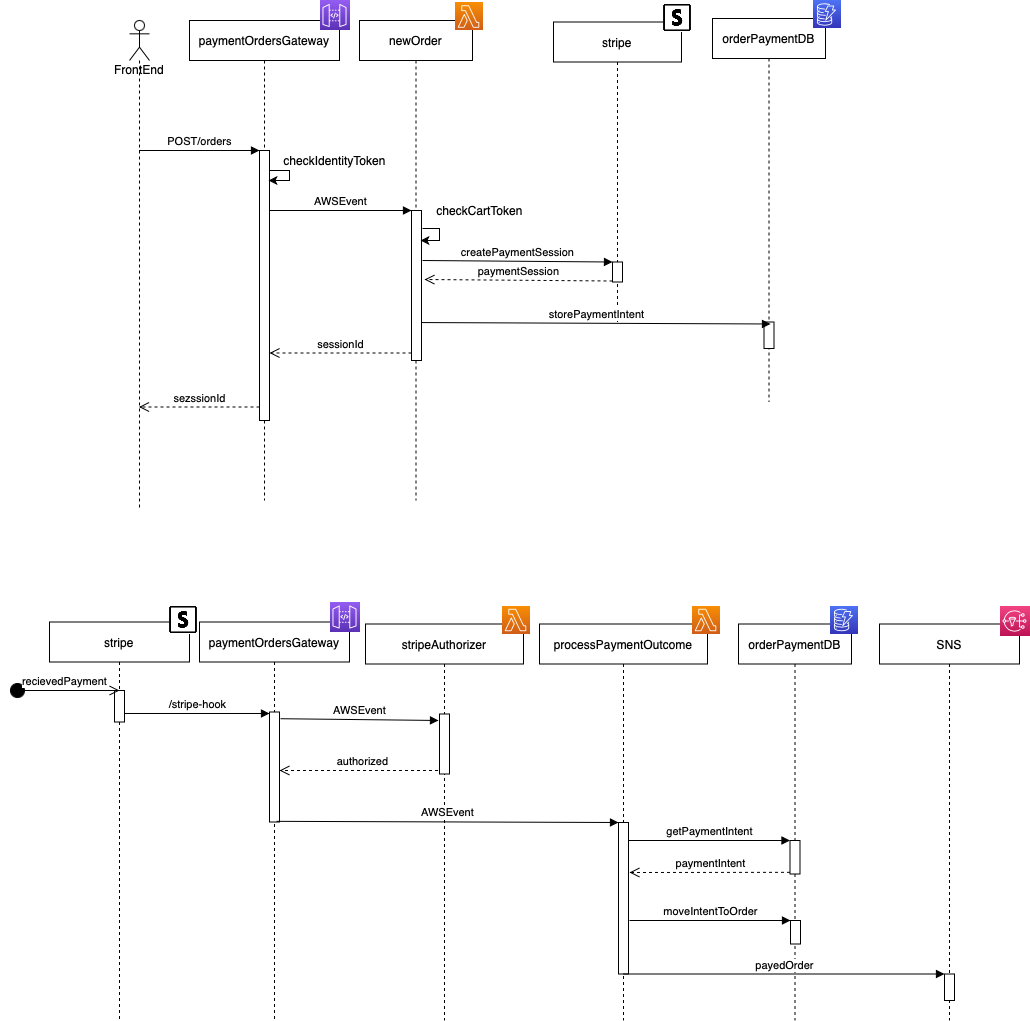 paymentOrdersGateway
newOrder
S
stripe
orderPaymentDB
FrontEnd
POST/orders
checkIdentityToken
AWSEvent
checkCartToken
createPaymentSession
paymentSession
storePaymentIntent
sessionId
sezssionId
S
stripe
paymentOrdersGateway
stripeAuthorizer
processPaymentOutcome
orderPaymentDB
SNS
recievedPayment
/stripe-hook
AWSEvent
authorized
AWSEvent
getPaymentIntent
paymentIntent
moveIntentToOrder
payedOrder